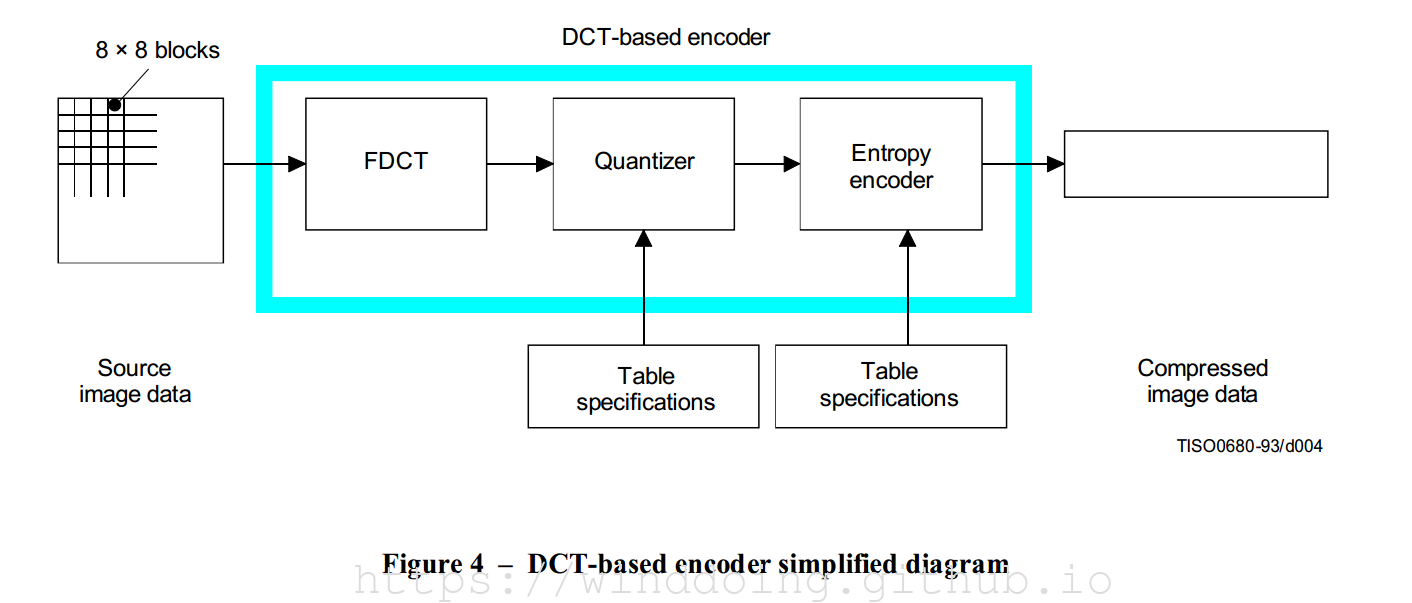 DCT-based encoder
8 × 8 blocks
FDCT
Quantizer
Entropy
encoder
Source
image data
Table
specifications
Table
specifications
Compressed
image data
TISO0680-93/d004
Figure 4 – DCT-based encoder simplified diagram
https://winddoing.github.io